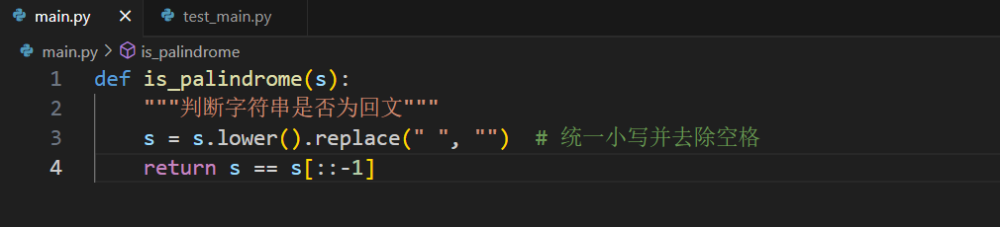 main.py × test_main.py
main.py > is_palindrome
1 def is_palindrome(s):
2     """判断字符串是否为回文"""
3     s = s.lower().replace(" ", "")  # 统一小写并去除空格
4     return s == s[::-1]